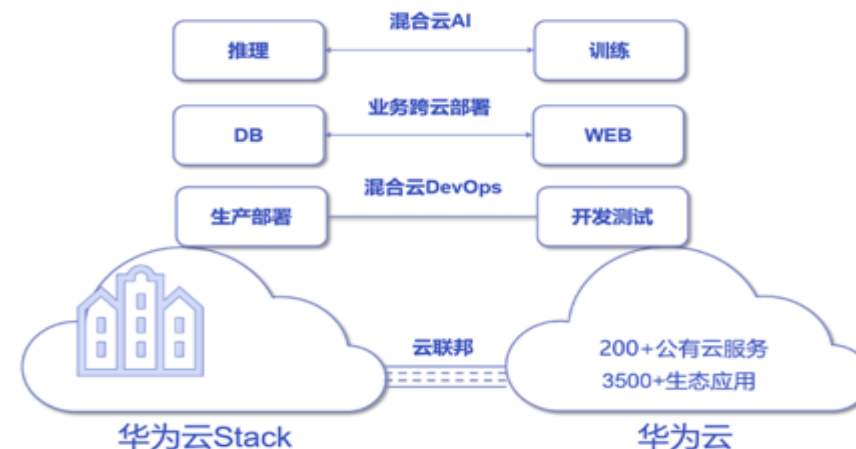 混合云AI
推理
训练
业务跨云部署
DB
WEB
混合云DevOps
生产部署
开发测试
云联邦
200+公有云服务
3500+生态应用
华为云Stack
华为云